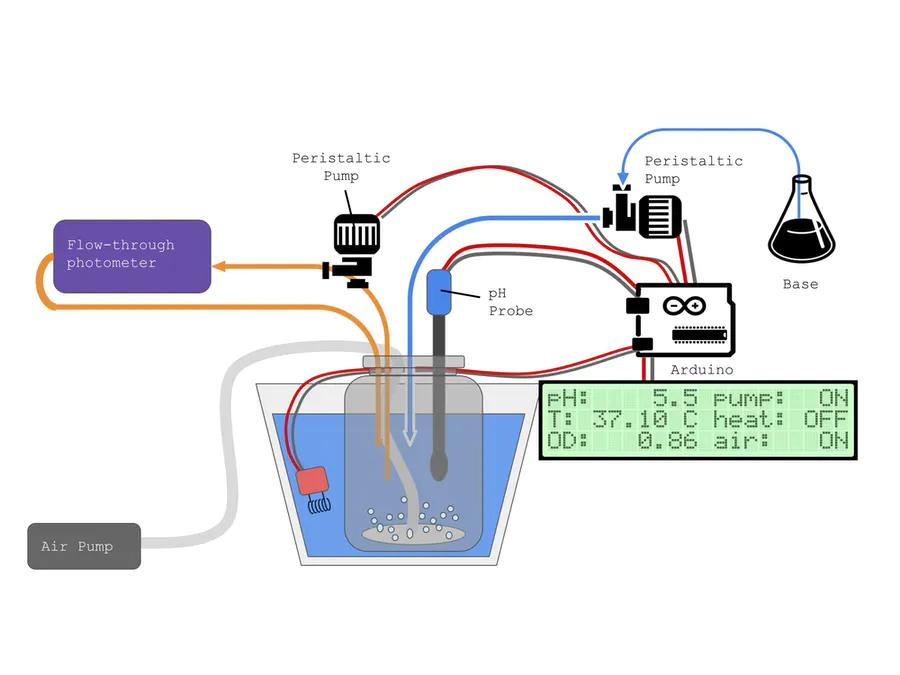 Peristaltic
Pump
Peristaltic
Pump
Flow-through
photometer
pH
Probe
Base
Arduino
pH: 5.5 pump: ON
T: 37.10 C heat: OFF
OD: 0.86 air: ON
Air Pump